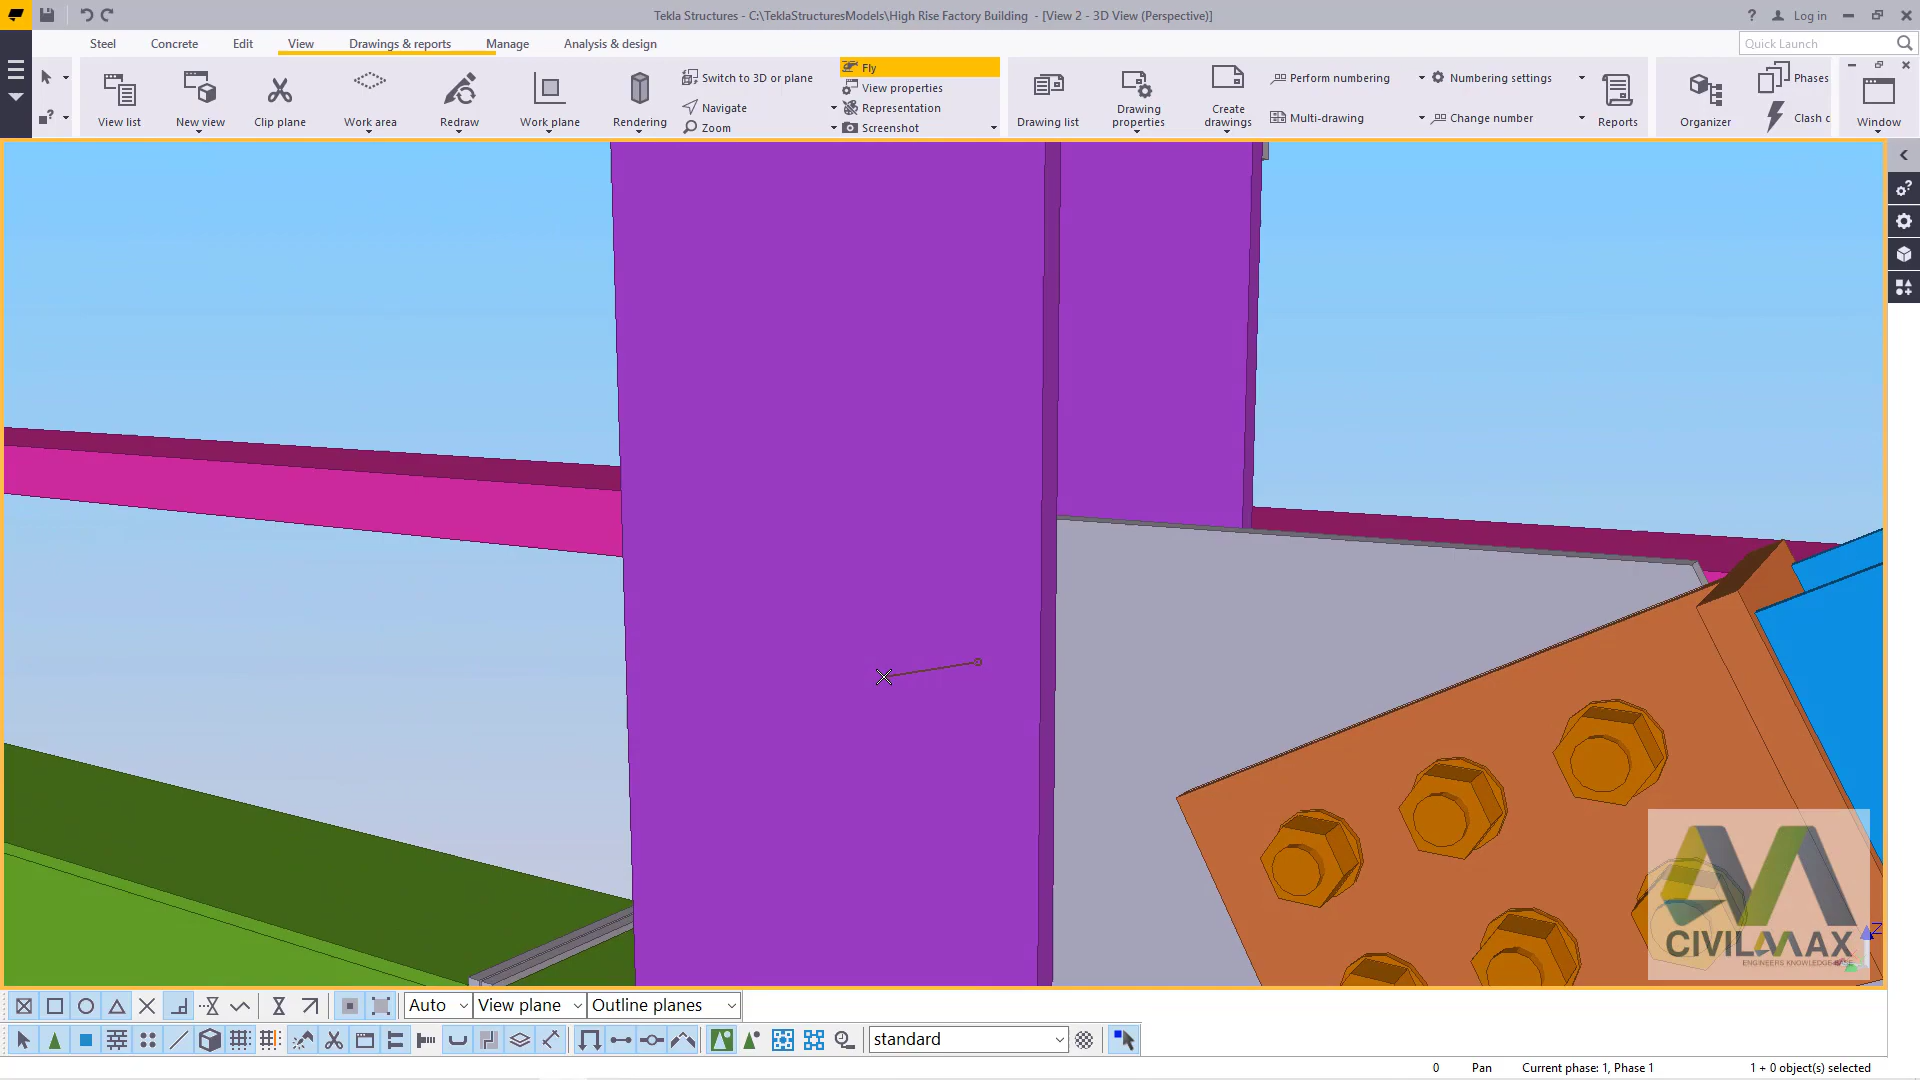 Tekla Structures - C:\TeklaStructuresModels\High Rise Factory Building - [View 2 - 3D View (Perspective)]
? Log in
Steel Concrete Edit View Drawings & reports Manage Analysis & design
Quick Launch
View list
New view
Clip plane
Work area
Redraw
Work plane
Rendering
Switch to 3D or plane
Navigate
Zoom
Fly
View properties
Representation
Screenshot
Drawing list
Drawing properties
Create drawings
Perform numbering
Multi-drawing
Numbering settings
Change number
Reports
Organizer
Phases
Clash c
Window
CIVILMAX
ENGINEERS KNOWLEDGE BASE
Z
Auto View plane Outline planes
standard
0 Pan Current phase: 1, Phase 1 1 + 0 object(s) selected